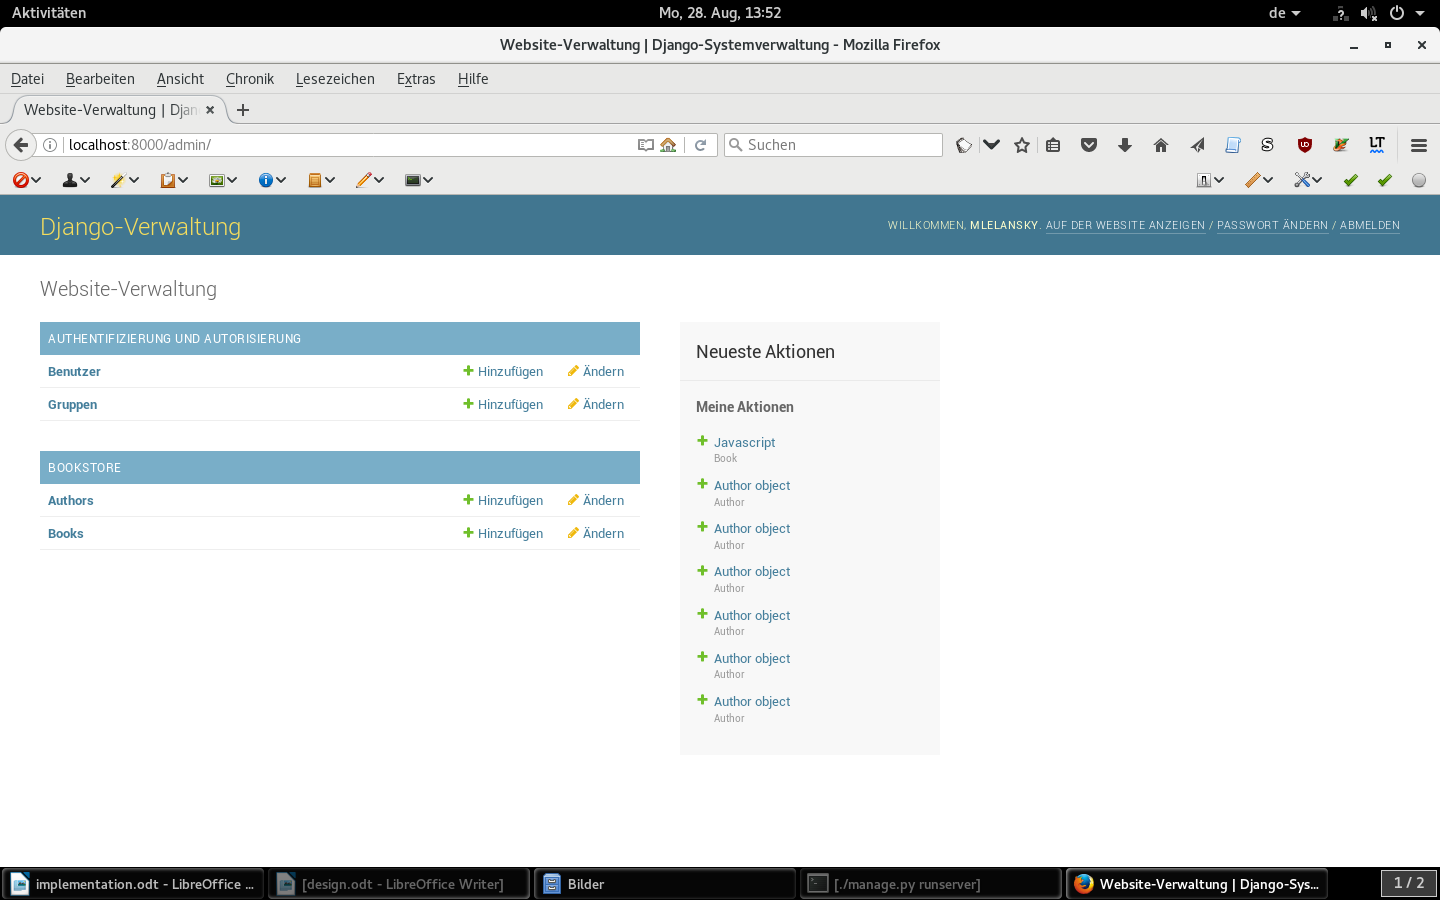 Aktivitäten
Mo, 28. Aug, 13:52
de
Website-Verwaltung | Django-Systemverwaltung - Mozilla Firefox
Datei Bearbeiten Ansicht Chronik Lesezeichen Extras Hilfe
Website-Verwaltung | Djan
localhost:8000/admin/
Suchen
Django-Verwaltung
WILLKOMMEN, MLELANSKY. AUF DER WEBSITE ANZEIGEN / PASSWORT ÄNDERN / ABMELDEN
Website-Verwaltung
AUTHENTIFIZIERUNG UND AUTORISIERUNG
Benutzer Hinzufügen Ändern
Gruppen Hinzufügen Ändern
BOOKSTORE
Authors Hinzufügen Ändern
Books Hinzufügen Ändern
Neueste Aktionen
Meine Aktionen
Javascript
Book
Author object
Author
Author object
Author
Author object
Author
Author object
Author
Author object
Author
Author object
Author
implementation.odt - LibreOffice ...
[design.odt - LibreOffice Writer]
Bilder
[./manage.py runserver]
Website-Verwaltung | Django-Sys...
1 / 2